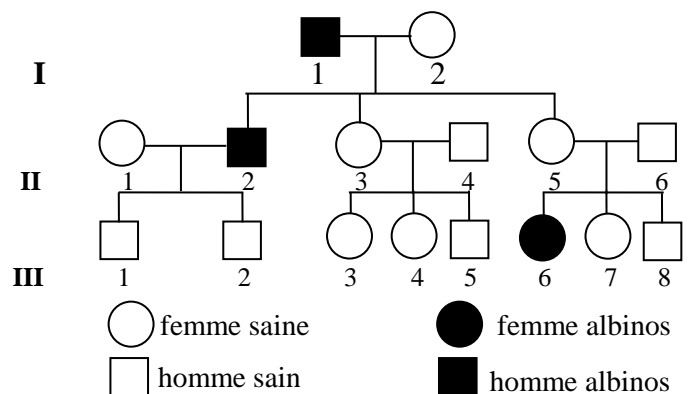 I
1 2
II
1 2 3 4 5 6
III
1 2 3 4 5 6 7 8
femme saine
femme albinos
homme sain
homme albinos